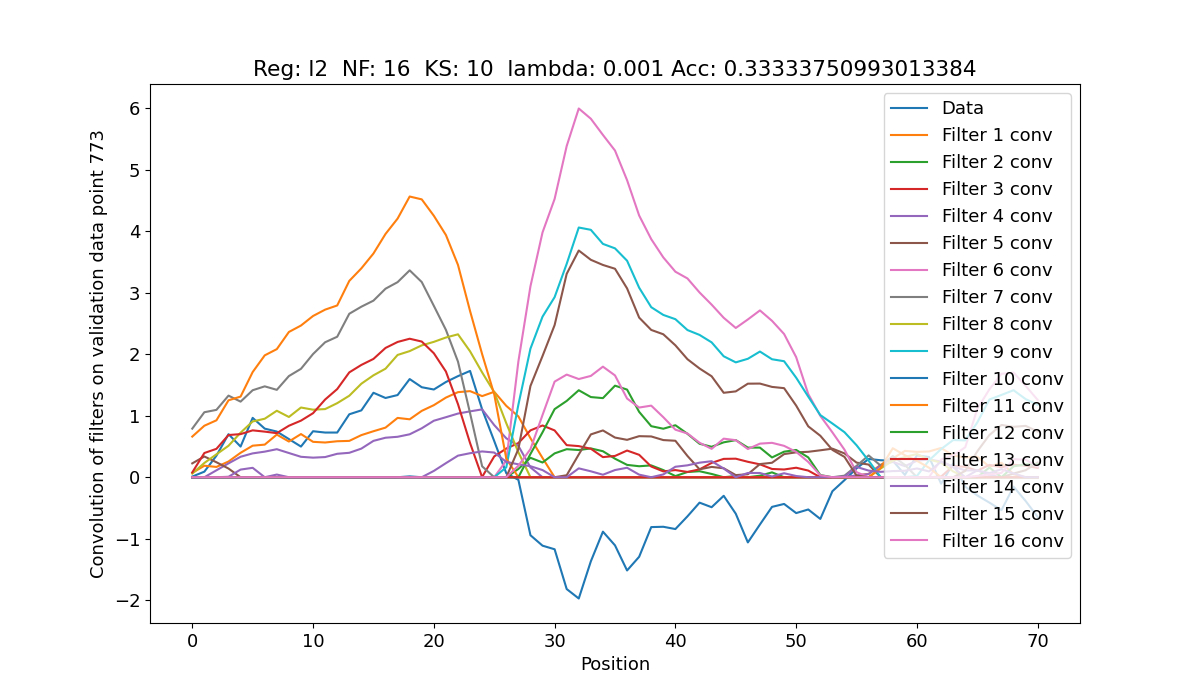 Reg: l2  NF: 16  KS: 10  lambda: 0.001 Acc: 0.33333750993013384
Convolution of filters on validation data point 773
6
5
4
3
2
1
0
−1
−2
0 10 20 30 40 50 60 70
Position
Data
Filter 1 conv
Filter 2 conv
Filter 3 conv
Filter 4 conv
Filter 5 conv
Filter 6 conv
Filter 7 conv
Filter 8 conv
Filter 9 conv
Filter 10 conv
Filter 11 conv
Filter 12 conv
Filter 13 conv
Filter 14 conv
Filter 15 conv
Filter 16 conv